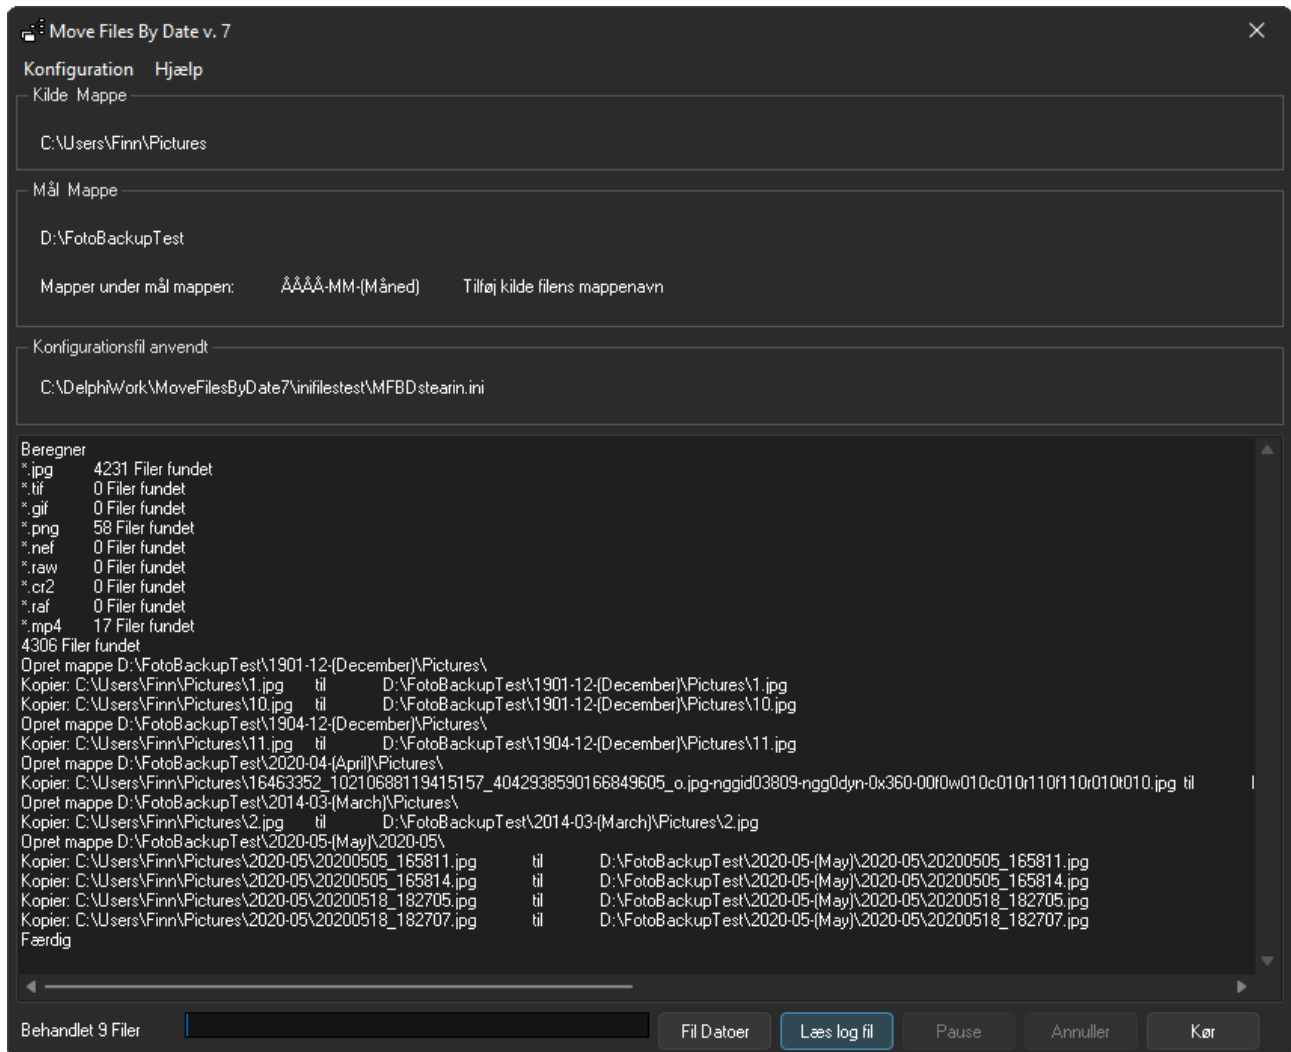 Move Files By Date v. 7
Konfiguration Hjælp
Kilde Mappe
C:\Users\Finn\Pictures
Mål Mappe
D:\FotoBackupTest
Mapper under mål mappen: ÅÅÅÅ-MM-(Måned) Tilføj kilde filens mappenavn
Konfigurationsfil anvendt
C:\DelphiWork\MoveFilesByDate7\inifilestest\MFBDstearin.ini
Beregner
*.jpg 4231 Filer fundet
*.tif 0 Filer fundet
*.gif 0 Filer fundet
*.png 58 Filer fundet
*.nef 0 Filer fundet
*.raw 0 Filer fundet
*.cr2 0 Filer fundet
*.raf 0 Filer fundet
*.mp4 17 Filer fundet
4306 Filer fundet
Opret mappe D:\FotoBackupTest\1901-12-(December)\Pictures\
Kopier: C:\Users\Finn\Pictures\1.jpg til D:\FotoBackupTest\1901-12-(December)\Pictures\1.jpg
Kopier: C:\Users\Finn\Pictures\10.jpg til D:\FotoBackupTest\1901-12-(December)\Pictures\10.jpg
Opret mappe D:\FotoBackupTest\1904-12-(December)\Pictures\
Kopier: C:\Users\Finn\Pictures\11.jpg til D:\FotoBackupTest\1904-12-(December)\Pictures\11.jpg
Opret mappe D:\FotoBackupTest\2020-04-(April)\Pictures\
Kopier: C:\Users\Finn\Pictures\16463352_10210688119415157_4042938590166849605_o.jpg-nggid03809-ngg0dyn-0x360-00f0w010c010r110f110r010t010.jpg til
Opret mappe D:\FotoBackupTest\2014-03-(March)\Pictures\
Kopier: C:\Users\Finn\Pictures\2.jpg til D:\FotoBackupTest\2014-03-(March)\Pictures\2.jpg
Opret mappe D:\FotoBackupTest\2020-05-(May)\2020-05\
Kopier: C:\Users\Finn\Pictures\2020-05\20200505_165811.jpg til D:\FotoBackupTest\2020-05-(May)\2020-05\20200505_165811.jpg
Kopier: C:\Users\Finn\Pictures\2020-05\20200505_165814.jpg til D:\FotoBackupTest\2020-05-(May)\2020-05\20200505_165814.jpg
Kopier: C:\Users\Finn\Pictures\2020-05\20200518_182705.jpg til D:\FotoBackupTest\2020-05-(May)\2020-05\20200518_182705.jpg
Kopier: C:\Users\Finn\Pictures\2020-05\20200518_182707.jpg til D:\FotoBackupTest\2020-05-(May)\2020-05\20200518_182707.jpg
Færdig
Behandlet 9 Filer Fil Datoer Læs log fil Pause Annuller Kør